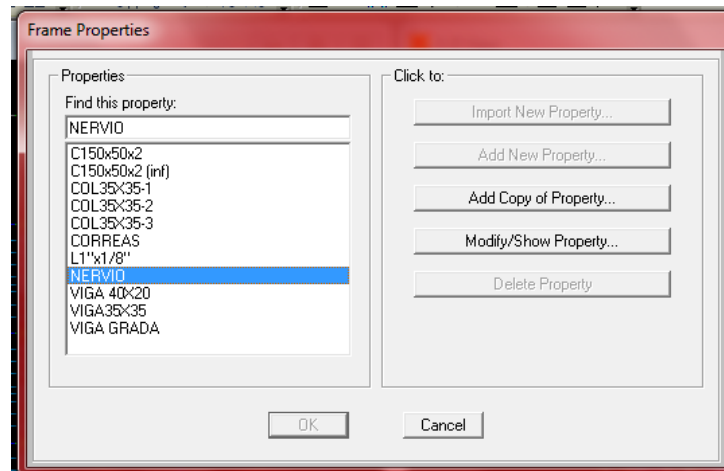 Frame Properties
Properties
Find this property:
NERVIO
C150x50x2
C150x50x2 (inf)
COL35X35-1
COL35X35-2
COL35X35-3
CORREAS
L1"x1/8"
NERVIO
VIGA 40X20
VIGA35X35
VIGA GRADA
Click to:
Import New Property...
Add New Property...
Add Copy of Property...
Modify/Show Property...
Delete Property
OK
Cancel